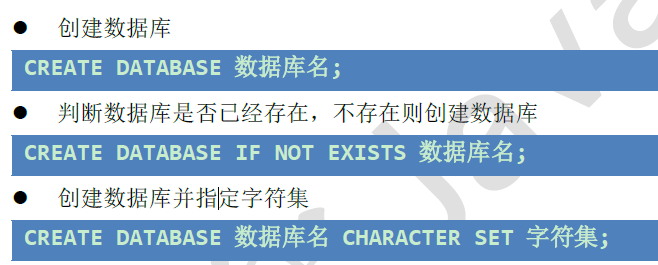 ● 创建数据库
CREATE DATABASE 数据库名;
● 判断数据库是否已经存在，不存在则创建数据库
CREATE DATABASE IF NOT EXISTS 数据库名;
● 创建数据库并指定字符集
CREATE DATABASE 数据库名 CHARACTER SET 字符集;